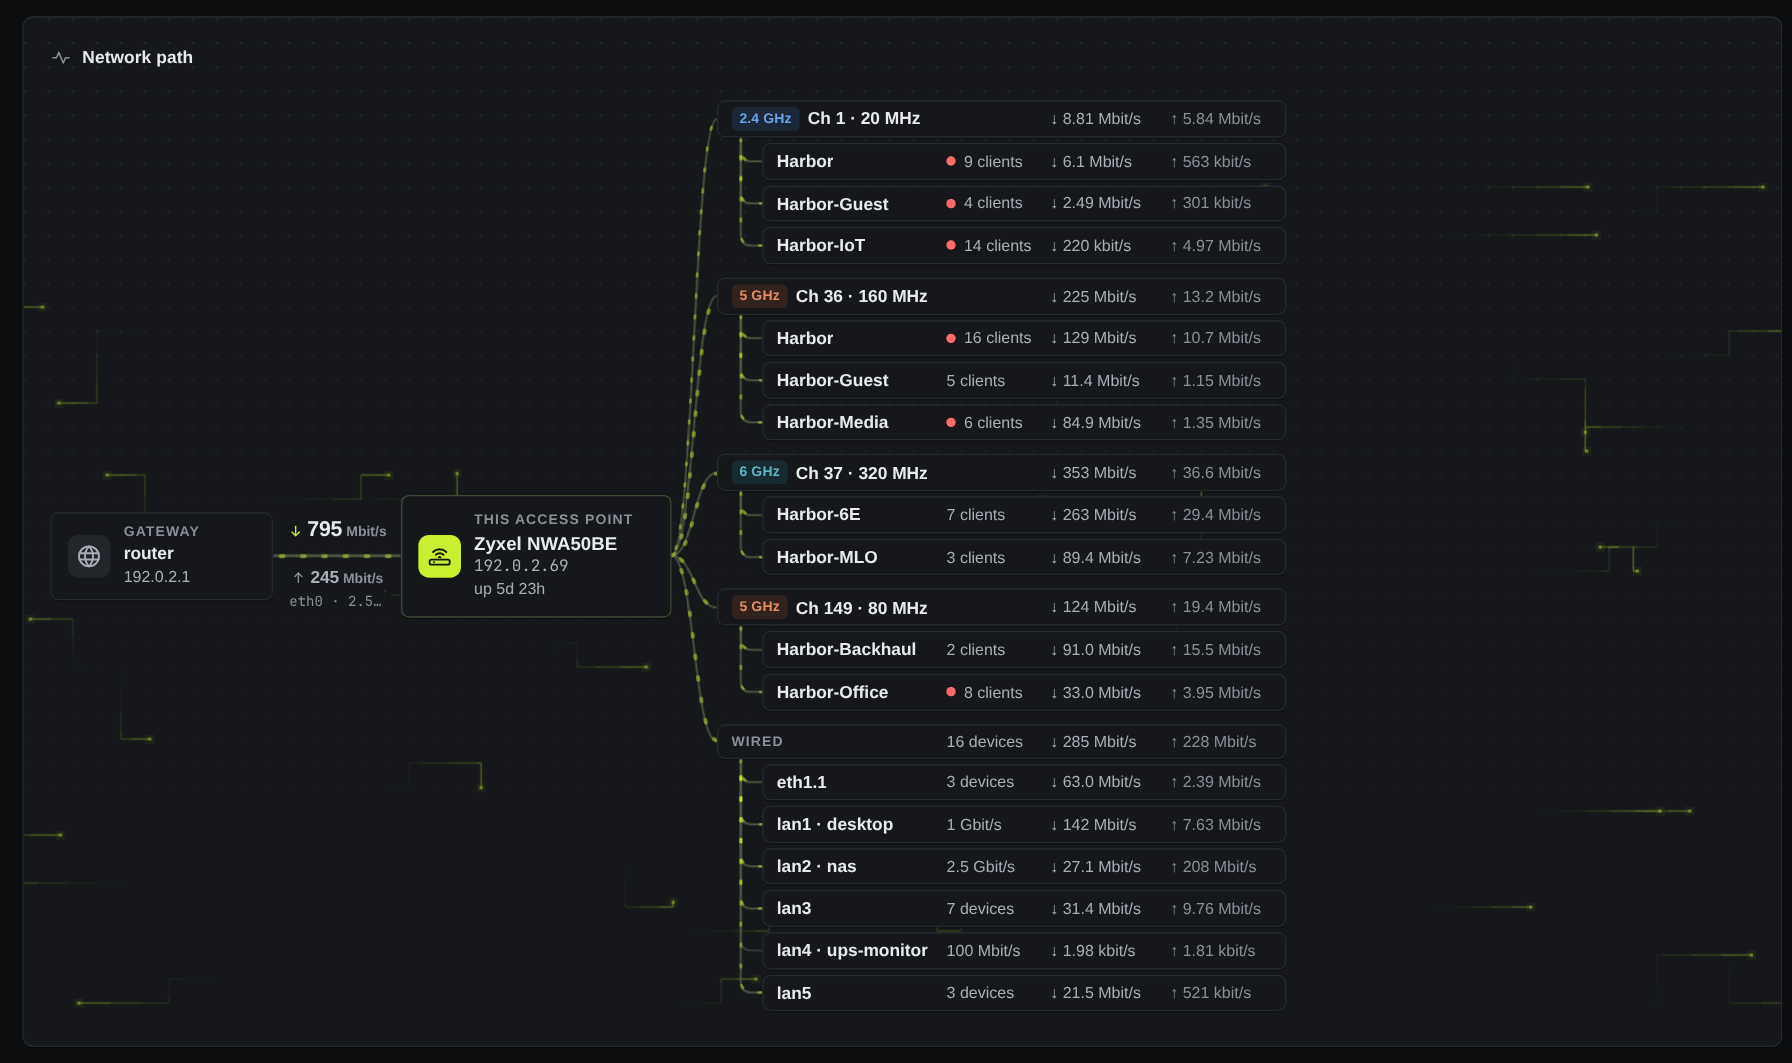 Network path
GATEWAY
router
192.0.2.1
↓ 795 Mbit/s
↑ 245 Mbit/s
eth0 · 2.5…
THIS ACCESS POINT
Zyxel NWA50BE
192.0.2.69
up 5d 23h
2.4 GHz Ch 1 · 20 MHz ↓ 8.81 Mbit/s ↑ 5.84 Mbit/s
Harbor 9 clients ↓ 6.1 Mbit/s ↑ 563 kbit/s
Harbor-Guest 4 clients ↓ 2.49 Mbit/s ↑ 301 kbit/s
Harbor-IoT 14 clients ↓ 220 kbit/s ↑ 4.97 Mbit/s
5 GHz Ch 36 · 160 MHz ↓ 225 Mbit/s ↑ 13.2 Mbit/s
Harbor 16 clients ↓ 129 Mbit/s ↑ 10.7 Mbit/s
Harbor-Guest 5 clients ↓ 11.4 Mbit/s ↑ 1.15 Mbit/s
Harbor-Media 6 clients ↓ 84.9 Mbit/s ↑ 1.35 Mbit/s
6 GHz Ch 37 · 320 MHz ↓ 353 Mbit/s ↑ 36.6 Mbit/s
Harbor-6E 7 clients ↓ 263 Mbit/s ↑ 29.4 Mbit/s
Harbor-MLO 3 clients ↓ 89.4 Mbit/s ↑ 7.23 Mbit/s
5 GHz Ch 149 · 80 MHz ↓ 124 Mbit/s ↑ 19.4 Mbit/s
Harbor-Backhaul 2 clients ↓ 91.0 Mbit/s ↑ 15.5 Mbit/s
Harbor-Office 8 clients ↓ 33.0 Mbit/s ↑ 3.95 Mbit/s
WIRED 16 devices ↓ 285 Mbit/s ↑ 228 Mbit/s
eth1.1 3 devices ↓ 63.0 Mbit/s ↑ 2.39 Mbit/s
lan1 · desktop 1 Gbit/s ↓ 142 Mbit/s ↑ 7.63 Mbit/s
lan2 · nas 2.5 Gbit/s ↓ 27.1 Mbit/s ↑ 208 Mbit/s
lan3 7 devices ↓ 31.4 Mbit/s ↑ 9.76 Mbit/s
lan4 · ups-monitor 100 Mbit/s ↓ 1.98 kbit/s ↑ 1.81 kbit/s
lan5 3 devices ↓ 21.5 Mbit/s ↑ 521 kbit/s